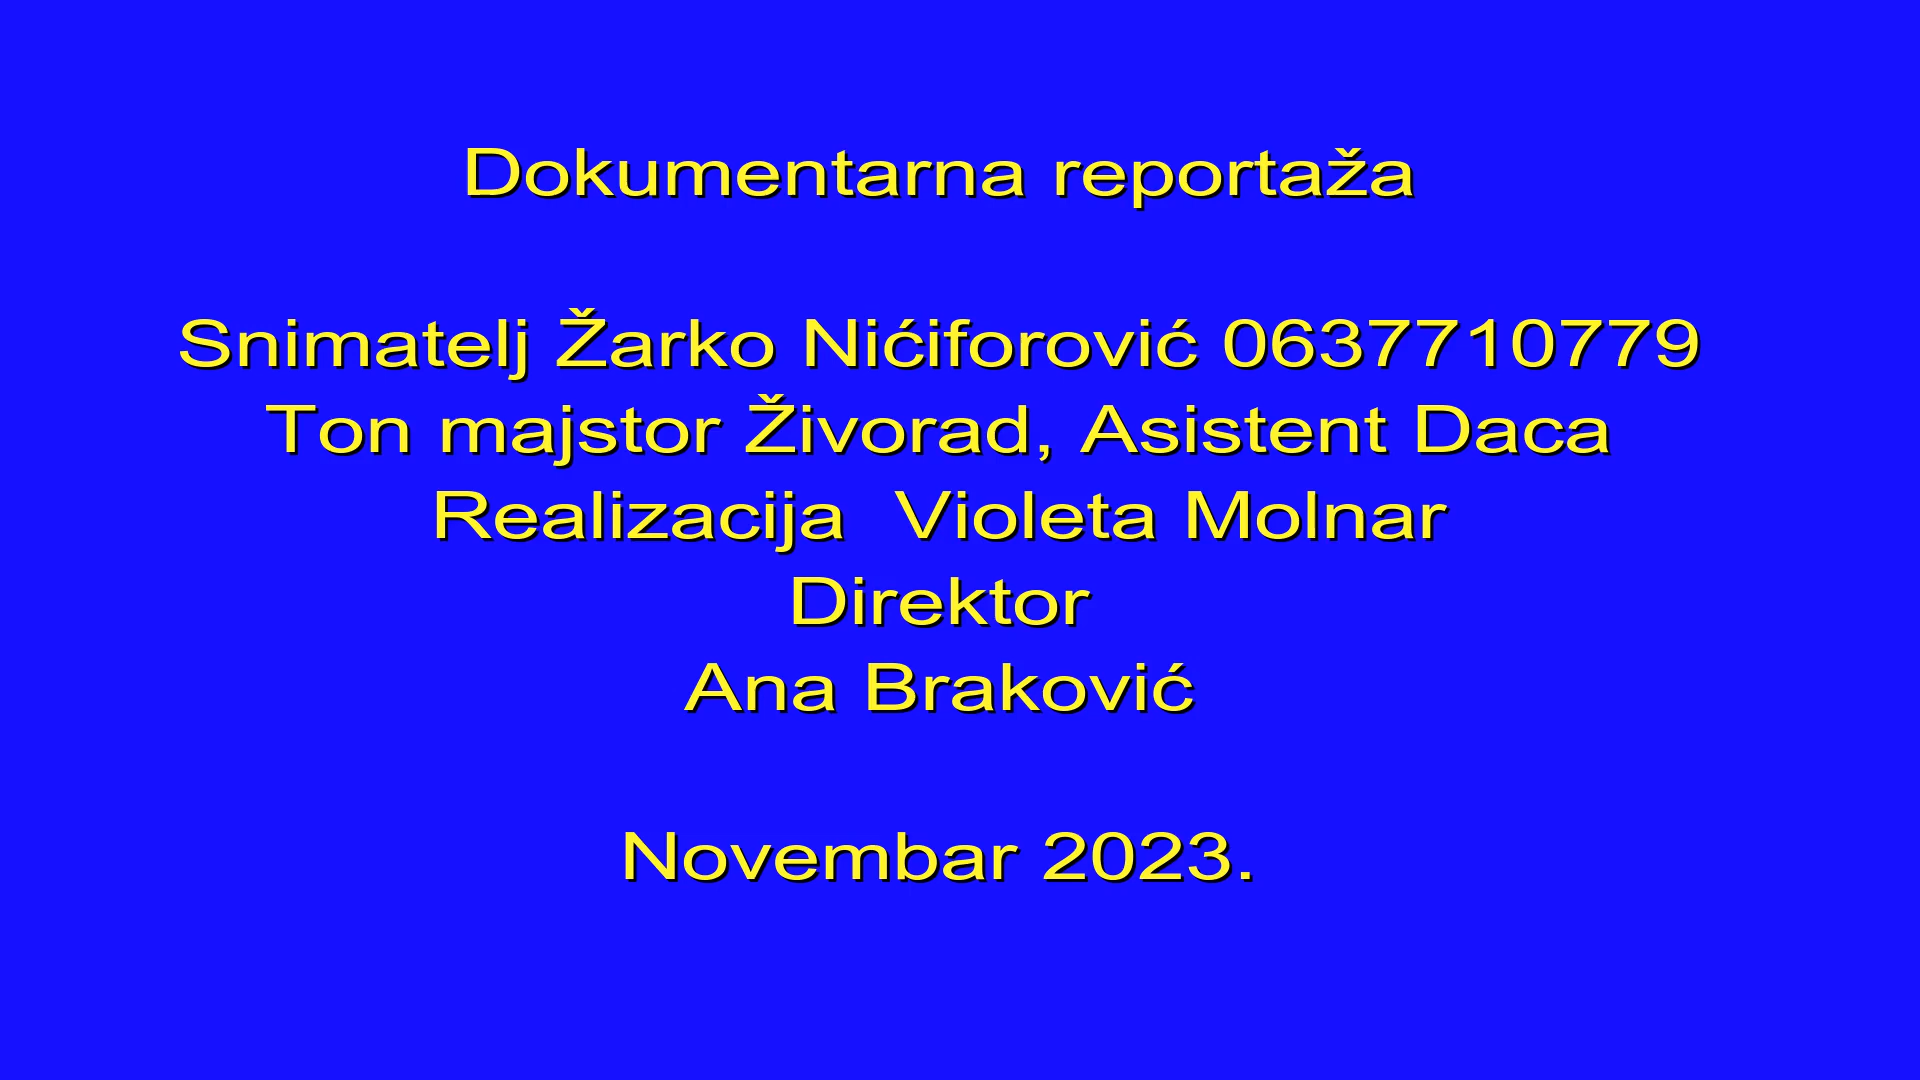 Dokumentarna reportaža
Snimatelj Žarko Nićiforović 0637710779
Ton majstor Živorad, Asistent Daca
Realizacija  Violeta Molnar
Direktor
Ana Braković
Novembar 2023.